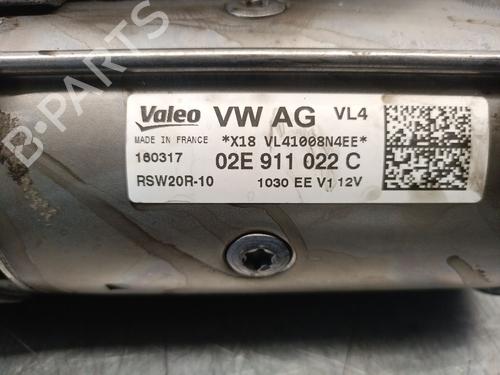 Valeo VW AG VL4
MADE IN FRANCE *X18 VL41008N4EE*
160317 02E 911 022 C
RSW20R-10 1030 EE V1 12V
B-PARTS